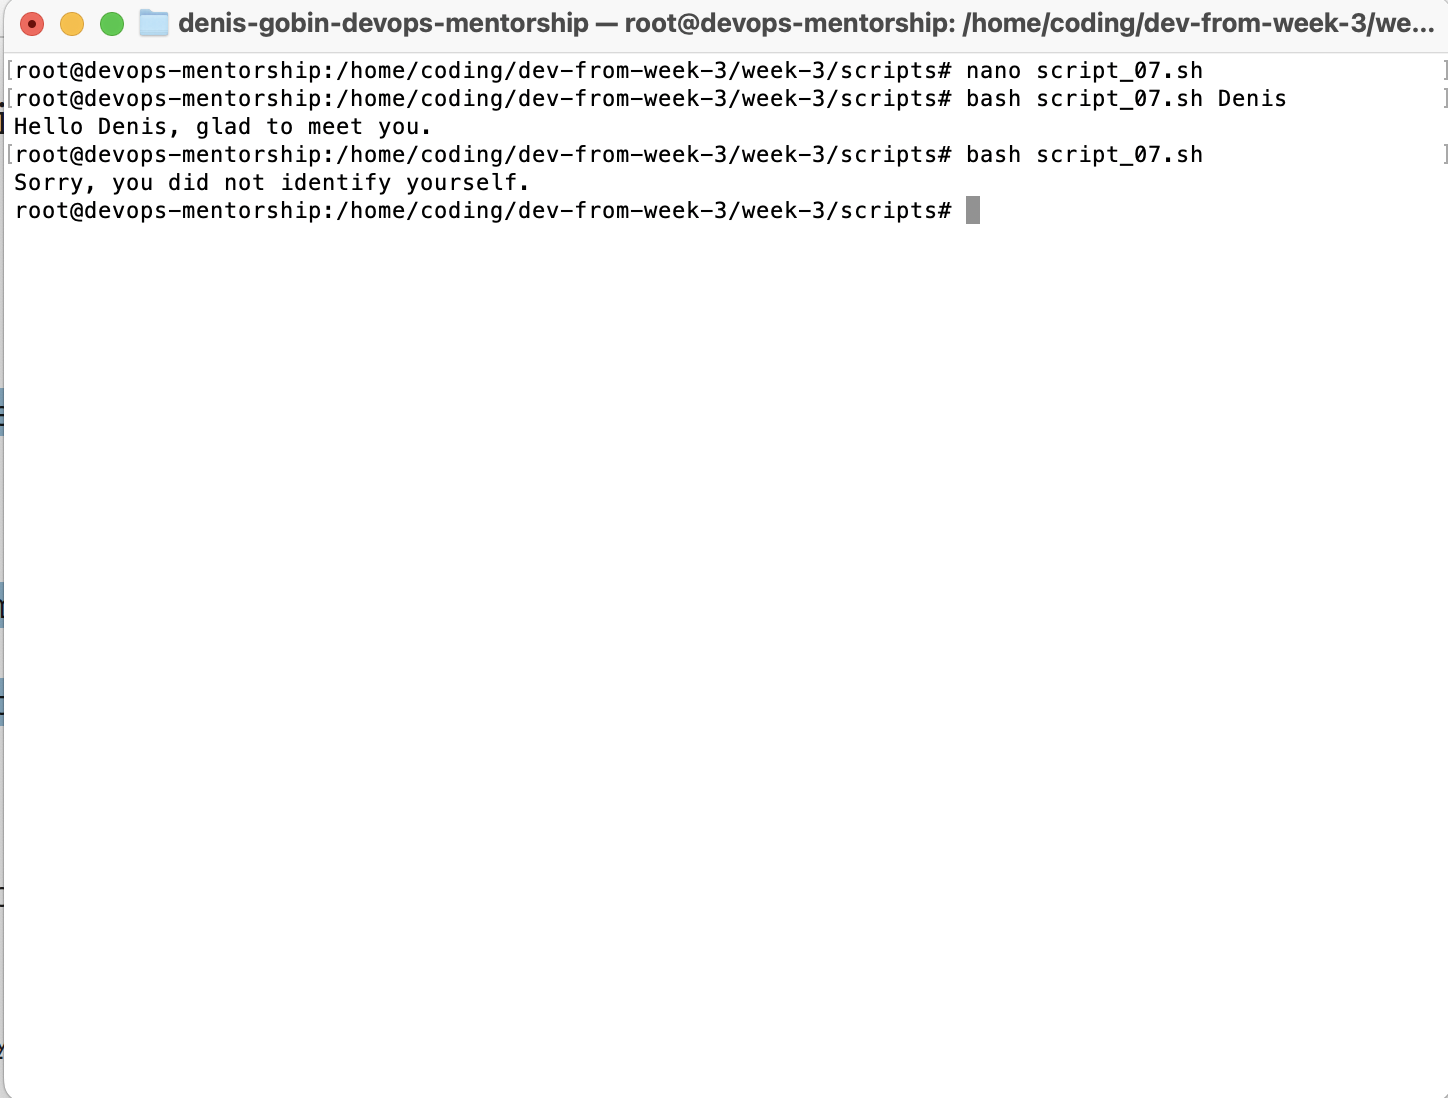 denis-gobin-devops-mentorship — root@devops-mentorship: /home/coding/dev-from-week-3/we...
[root@devops-mentorship:/home/coding/dev-from-week-3/week-3/scripts# nano script_07.sh ]
[root@devops-mentorship:/home/coding/dev-from-week-3/week-3/scripts# bash script_07.sh Denis ]
Hello Denis, glad to meet you.
[root@devops-mentorship:/home/coding/dev-from-week-3/week-3/scripts# bash script_07.sh ]
Sorry, you did not identify yourself.
root@devops-mentorship:/home/coding/dev-from-week-3/week-3/scripts#